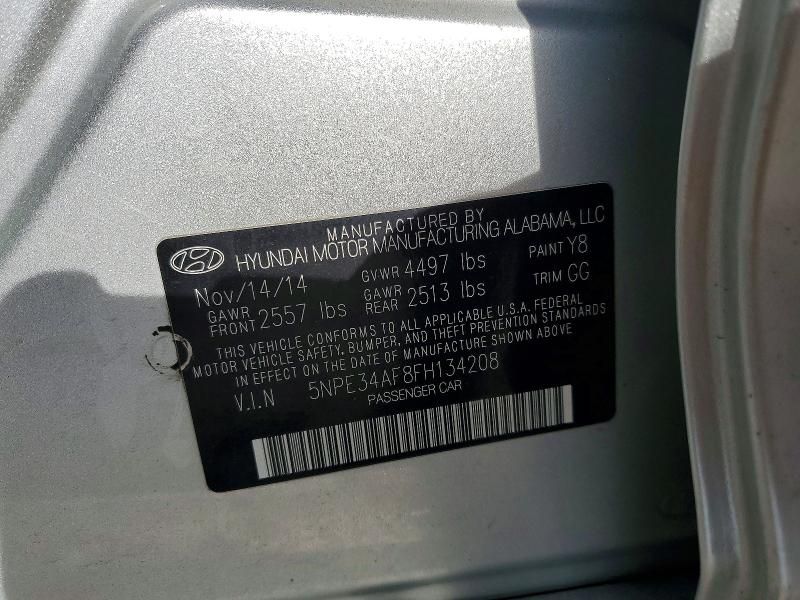 MANUFACTURED BY
HYUNDAI MOTOR MANUFACTURING ALABAMA, LLC
Nov/14/14 GVWR 4497 lbs PAINT Y8
GAWR FRONT 2557 lbs GAWR REAR 2513 lbs TRIM GG
THIS VEHICLE CONFORMS TO ALL APPLICABLE U.S.A. FEDERAL
MOTOR VEHICLE SAFETY, BUMPER, AND THEFT PREVENTION STANDARDS
IN EFFECT ON THE DATE OF MANUFACTURE SHOWN ABOVE
V.I.N 5NPE34AF8FH134208
PASSENGER CAR